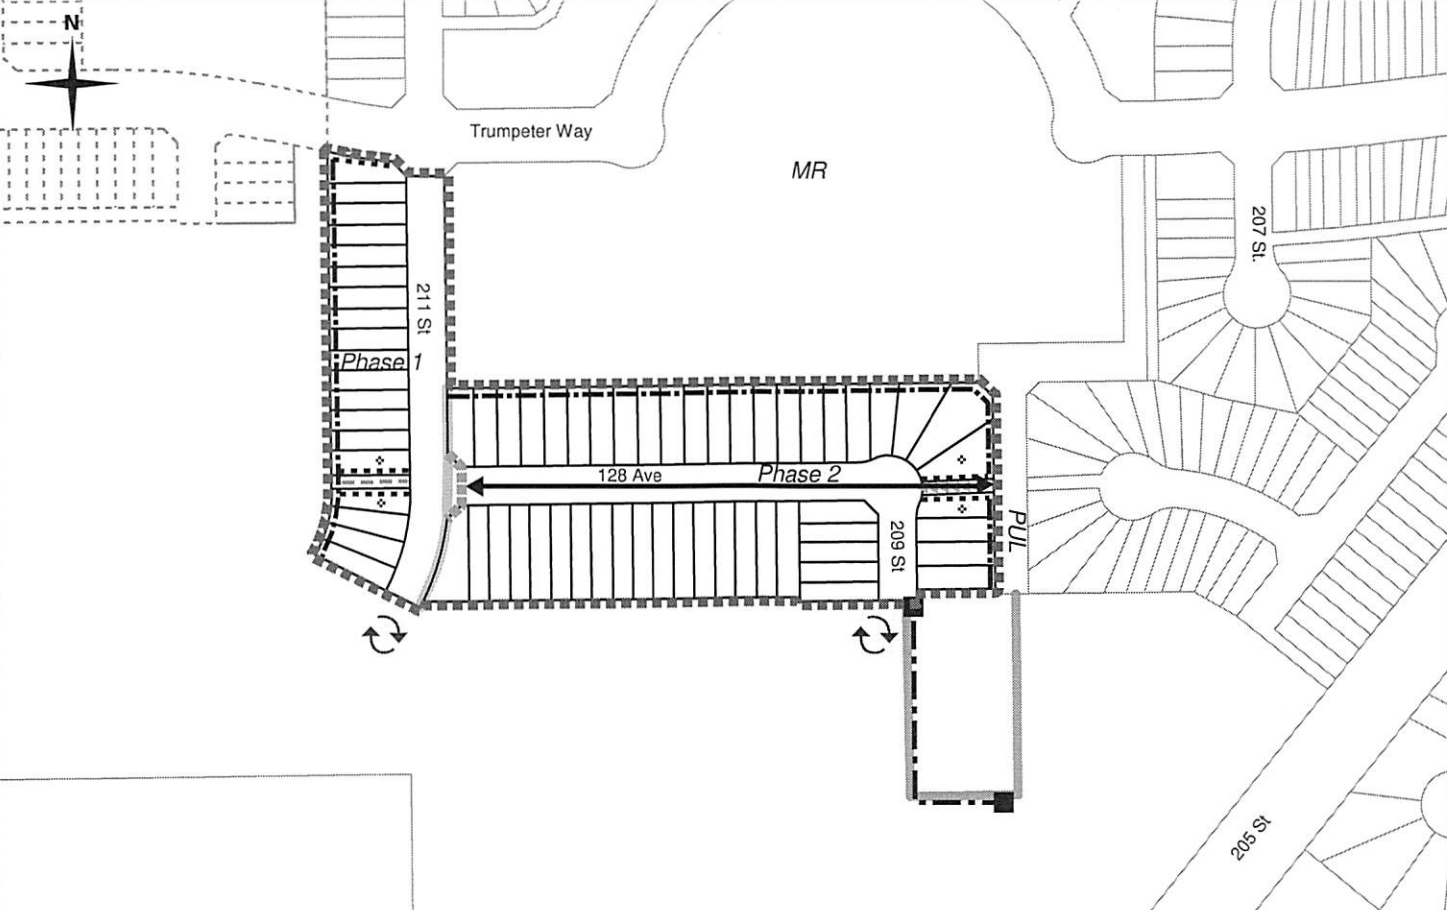 N
Trumpeter Way
MR
207 St.
211 St
Phase 1
128 Ave
Phase 2
209 St
PUL
205 St